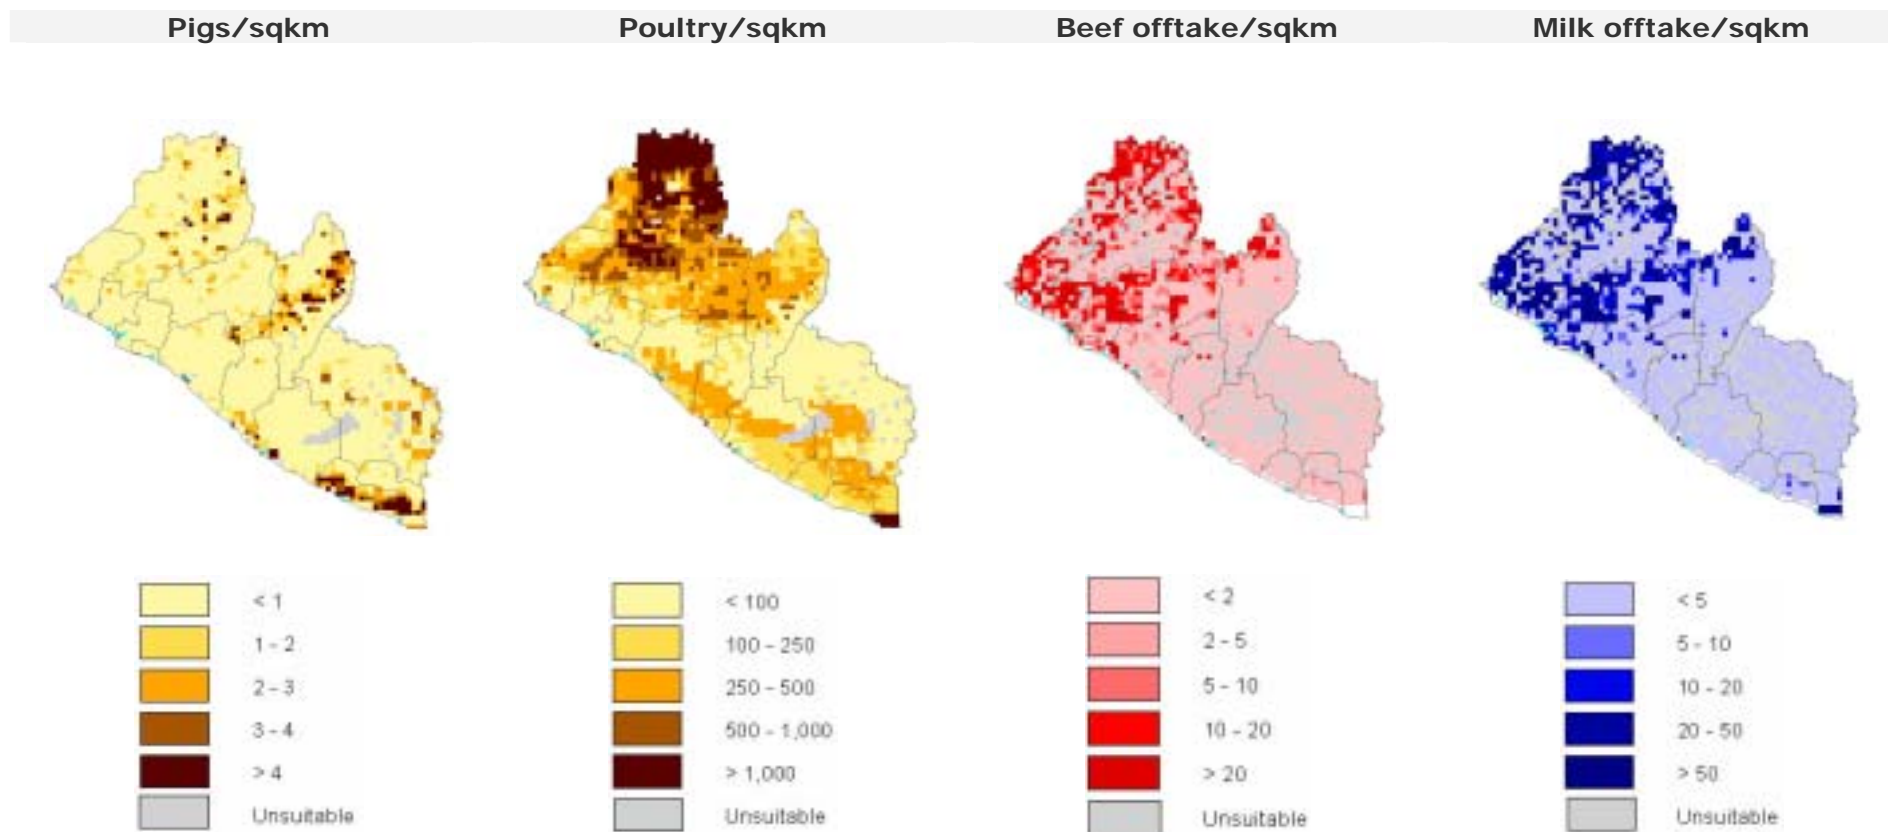 Pigs/sqkm
Poultry/sqkm
Beef offtake/sqkm
Milk offtake/sqkm
< 1
1 - 2
2 - 3
3 - 4
> 4
Unsuitable
< 100
100 - 250
250 - 500
500 - 1,000
> 1,000
Unsuitable
< 2
2 - 5
5 - 10
10 - 20
> 20
Unsuitable
< 5
5 - 10
10 - 20
20 - 50
> 50
Unsuitable